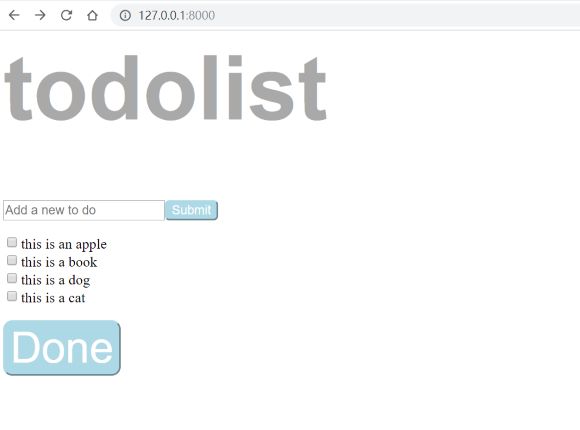 127.0.0.1:8000
todolist
Add a new to do Submit
this is an apple
this is a book
this is a dog
this is a cat
Done